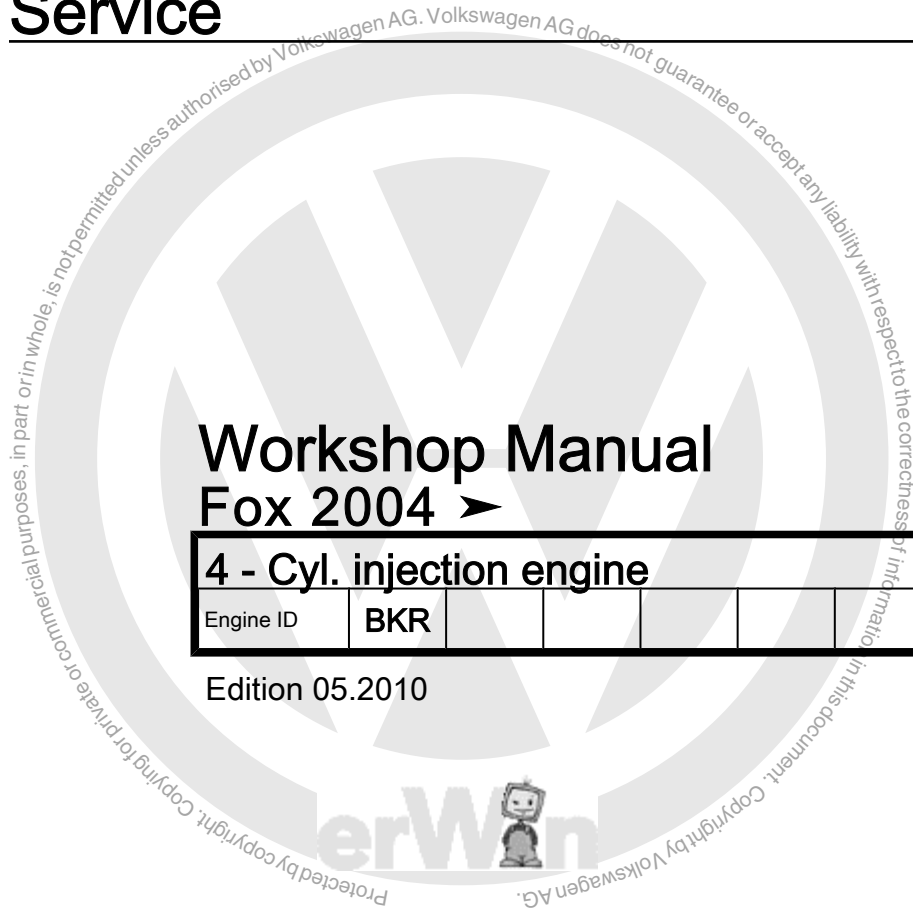 Service
Protected by copyright. Copying for private or commercial purposes, in part or in whole, is not permitted unless authorised by Volkswagen AG. Volkswagen AG does not guarantee or accept any liability with respect to the correctness of information in this document. Copyright by Volkswagen AG.
Workshop Manual
Fox 2004 ➤
4 - Cyl. injection engine
Engine ID BKR
Edition 05.2010
erWin